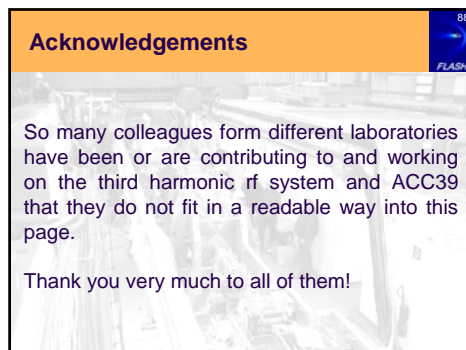 Acknowledgements
88
FLASH
So many colleagues form different laboratories
have been or are contributing to and working
on the third harmonic rf system and ACC39
that they do not fit in a readable way into this
page.
Thank you very much to all of them!